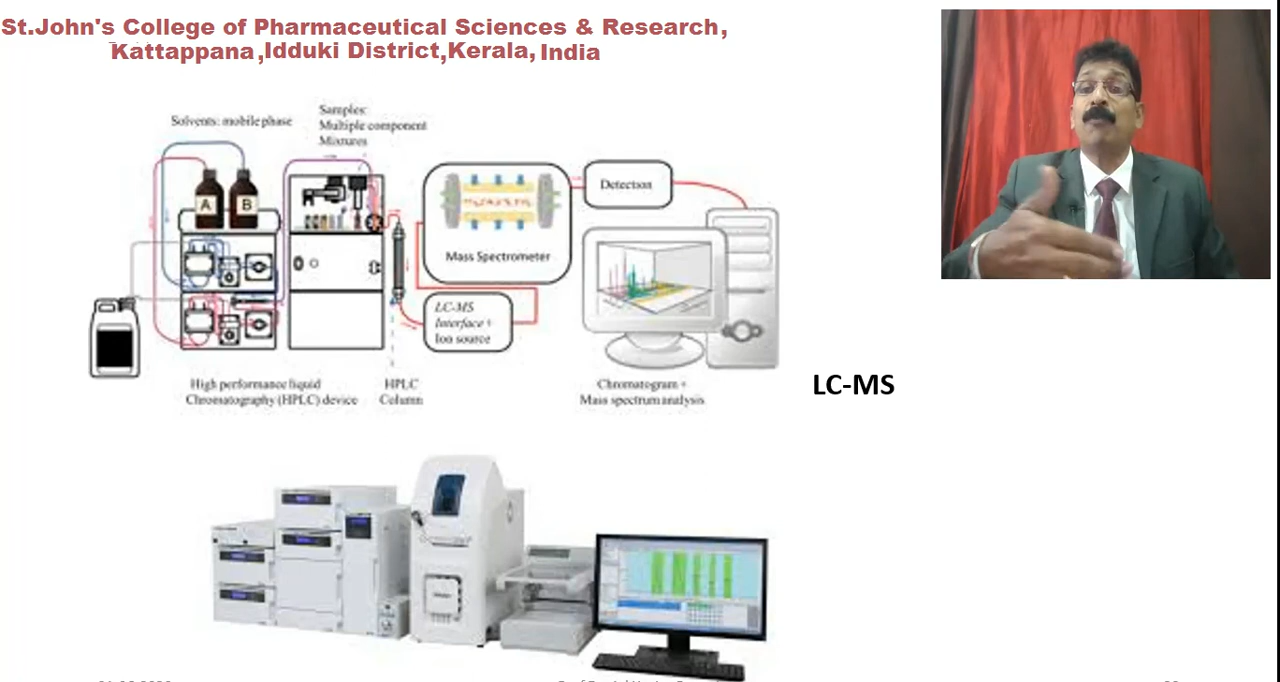 St.John's College of Pharmaceutical Sciences & Research,
Kattappana,Idduki District,Kerala, India
Solvents: mobile phase
Samples:
Multiple component
Mixtures
A
B
Mass Spectrometer
Detection
LC-MS
Interface +
Ion source
High performance liquid
Chromatography (HPLC) device
HPLC
Column
Chromatogram +
Mass spectrum analysis
LC-MS